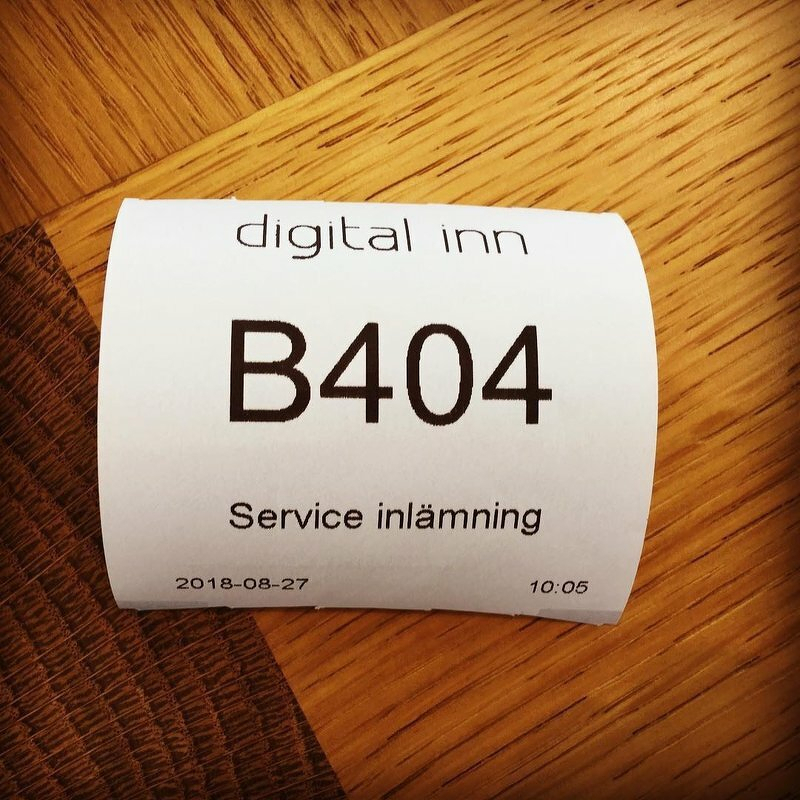 digital inn
B404
Service inlämning
2018-08-27 10:05